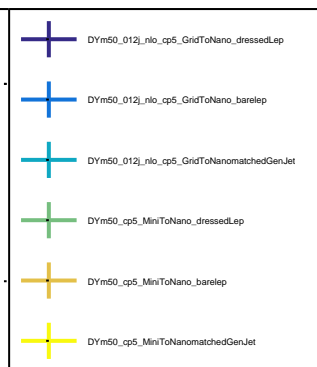 DYm50_012j_nlo_cp5_GridToNano_dressedLep
DYm50_012j_nlo_cp5_GridToNano_barelep
DYm50_012j_nlo_cp5_GridToNanomatchedGenJet
DYm50_cp5_MiniToNano_dressedLep
DYm50_cp5_MiniToNano_barelep
DYm50_cp5_MiniToNanomatchedGenJet